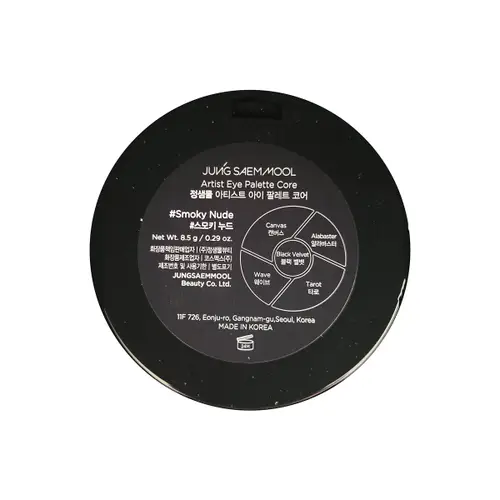 JUNG SAEMMOOL
Artist Eye Palette Core
정샘물 아티스트 아이 팔레트 코어
#Smoky Nude
#스모키 누드
Net Wt. 8.5 g / 0.29 oz.
화장품책임판매업자 | (주)정샘물뷰티
화장품제조업자 | 코스맥스(주)
제조번호 및 사용기한 | 별도표기
JUNGSAEMMOOL
Beauty Co. Ltd.
Canvas
캔버스
Alabaster
알라바스타
Black Velvet
블랙 벨벳
Wave
웨이브
Tarot
타로
11F 726, Eonju-ro, Gangnam-gu,Seoul, Korea
MADE IN KOREA
24M